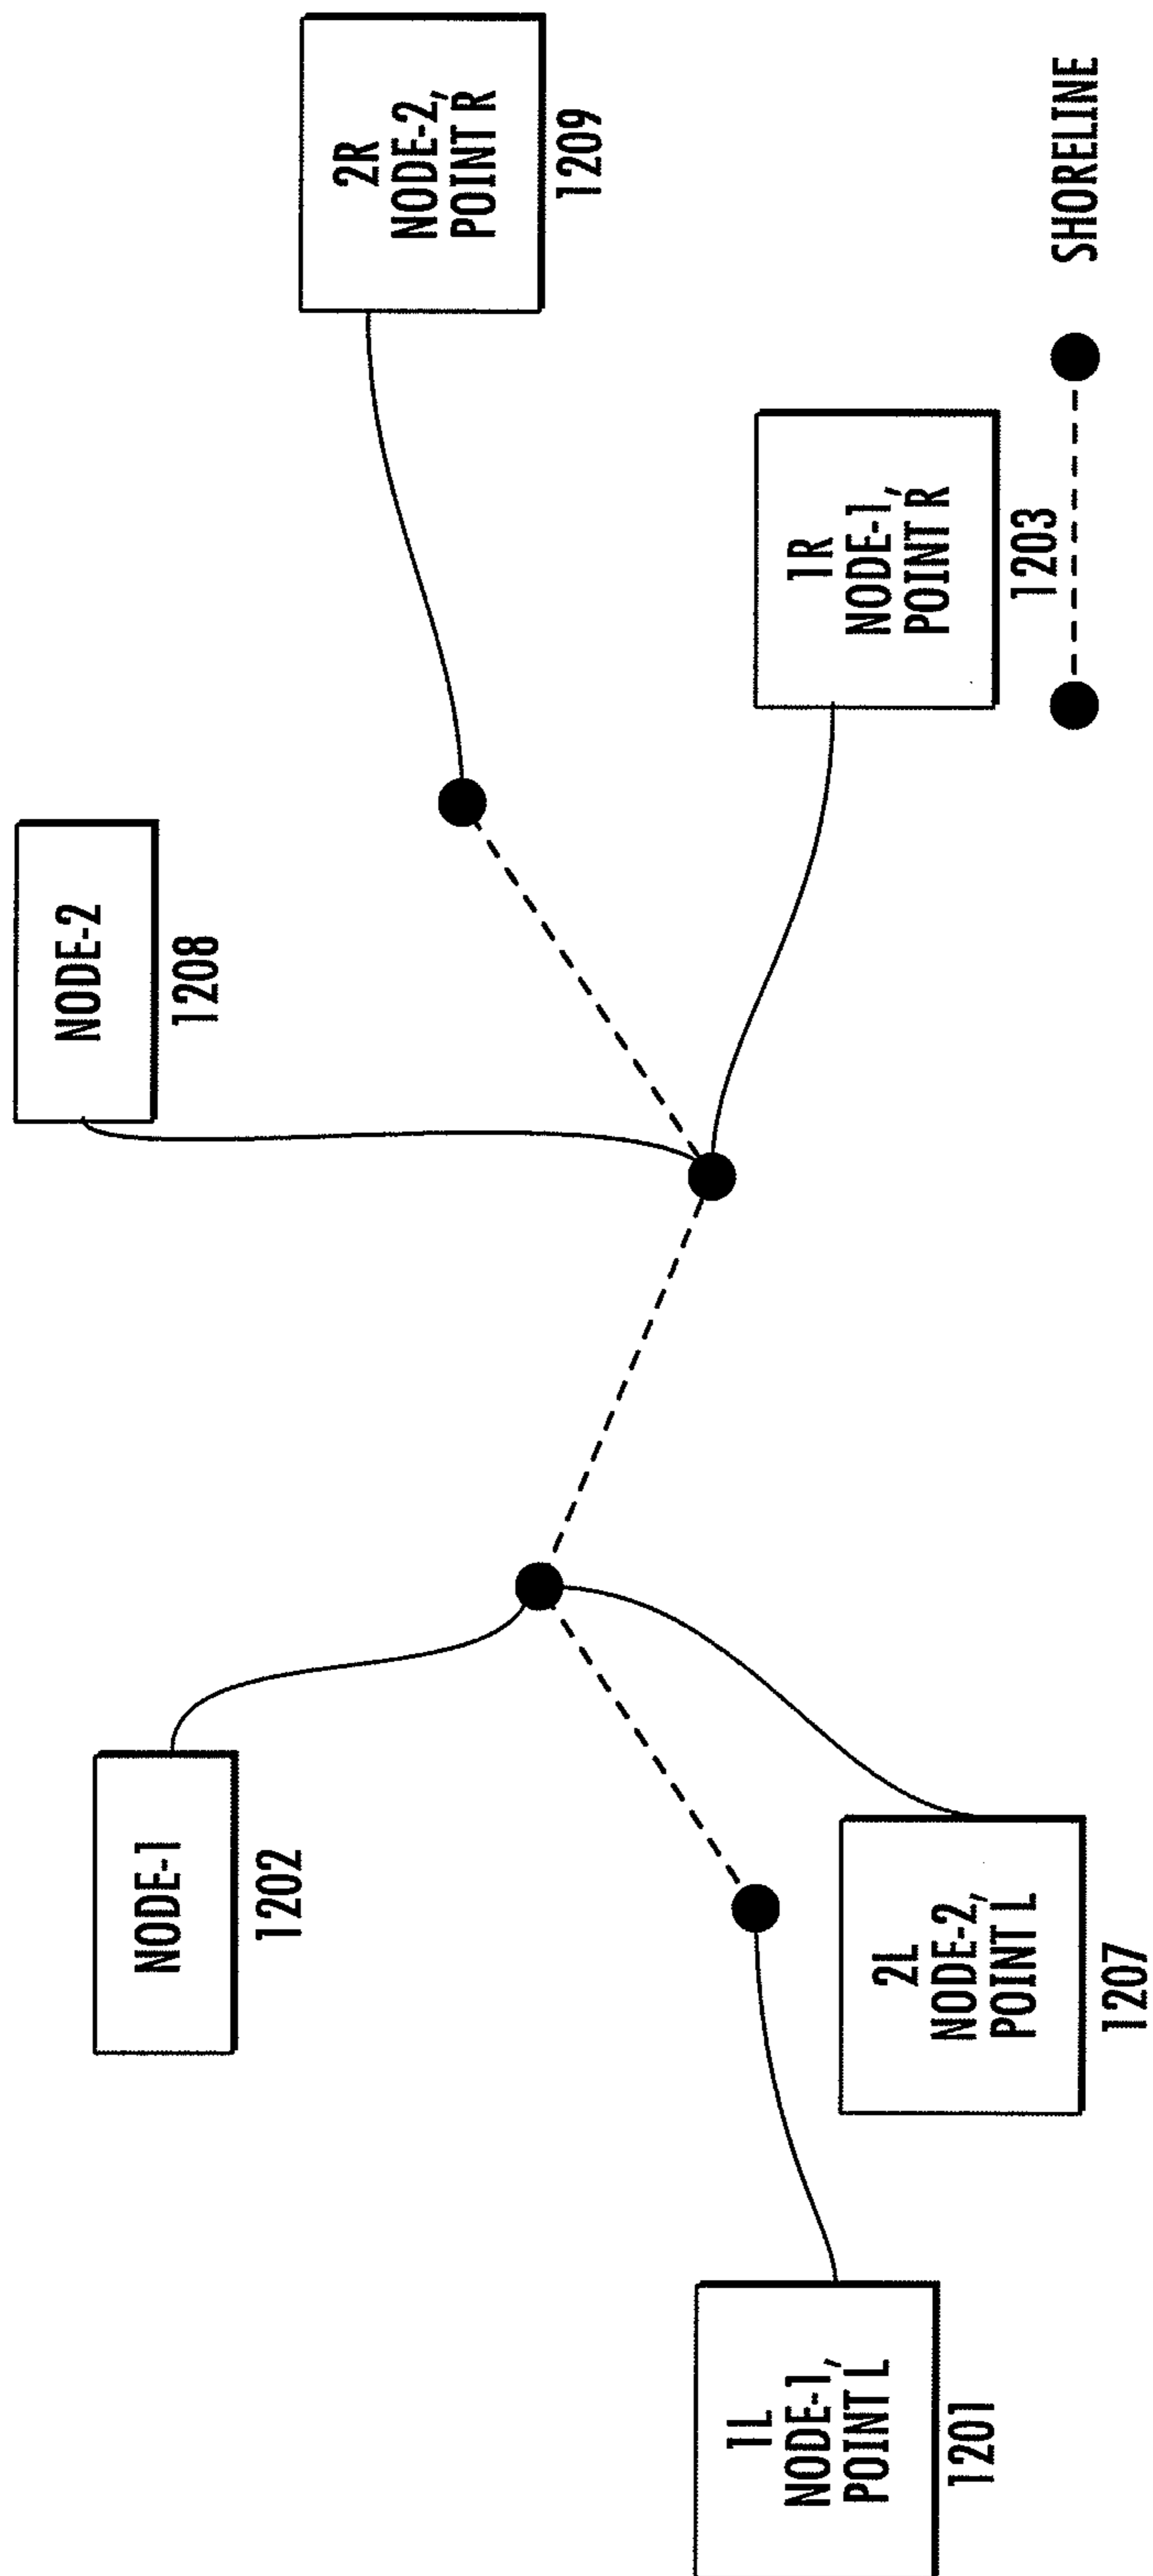 1L
NODE-1,
POINT L
1201
NODE-1
1202
2L
NODE-2,
POINT L
1207
NODE-2
1208
1R
NODE-1,
POINT R
1203
2R
NODE-2,
POINT R
1209
SHORELINE